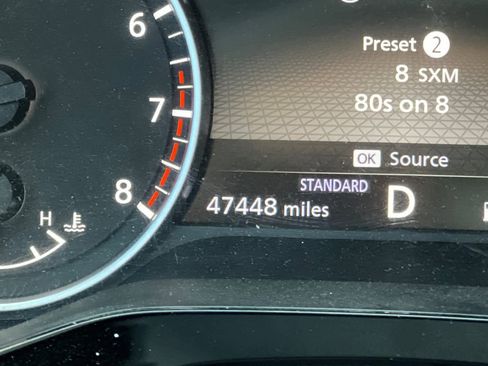 6
7
8
H
Preset 2
8 SXM
80s on 8
OK Source
STANDARD
47448 miles
D